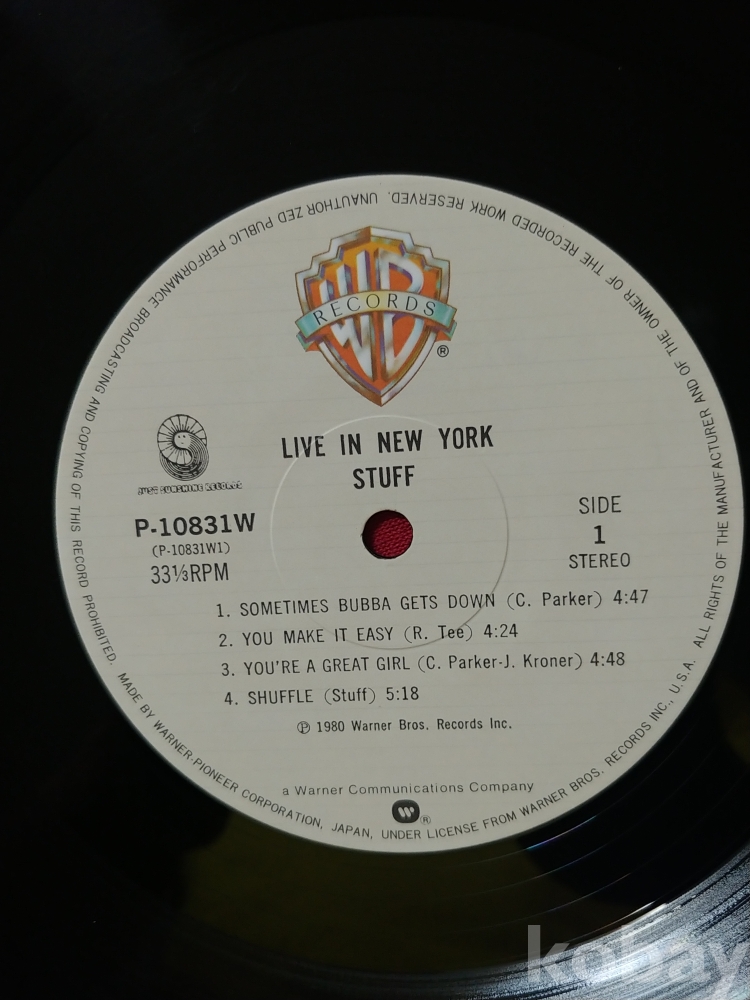 WB
RECORDS
®
JUST SUNSHINE RECORDS
LIVE IN NEW YORK
STUFF
P-10831W
(P-10831W1)
33⅓RPM
SIDE
1
STEREO
1. SOMETIMES BUBBA GETS DOWN (C. Parker) 4:47
2. YOU MAKE IT EASY (R. Tee) 4:24
3. YOU'RE A GREAT GIRL (C. Parker-J. Kroner) 4:48
4. SHUFFLE (Stuff) 5:18
℗ 1980 Warner Bros. Records Inc.
a Warner Communications Company
®
MADE BY WARNER-PIONEER CORPORATION, JAPAN, UNDER LICENSE FROM WARNER BROS. RECORDS INC., U.S.A. ALL RIGHTS OF THE MANUFACTURER AND OF THE OWNER OF THE RECORDED WORK RESERVED. UNAUTHOR ZED PUBLIC PERFORMANCE BROADCASTING AND COPYING OF THIS RECORD PROHIBITED.
kobay